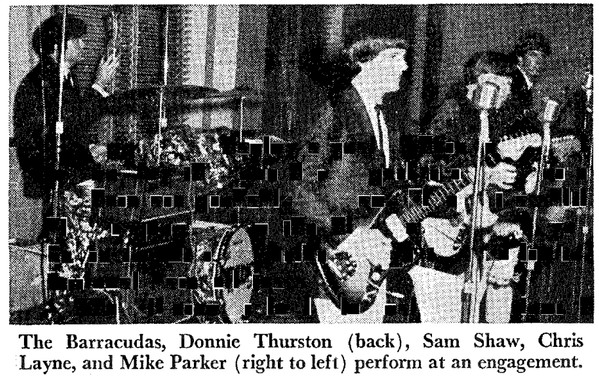 The Barracudas, Donnie Thurston (back), Sam Shaw, Chris
Layne, and Mike Parker (right to left) perform at an engagement.